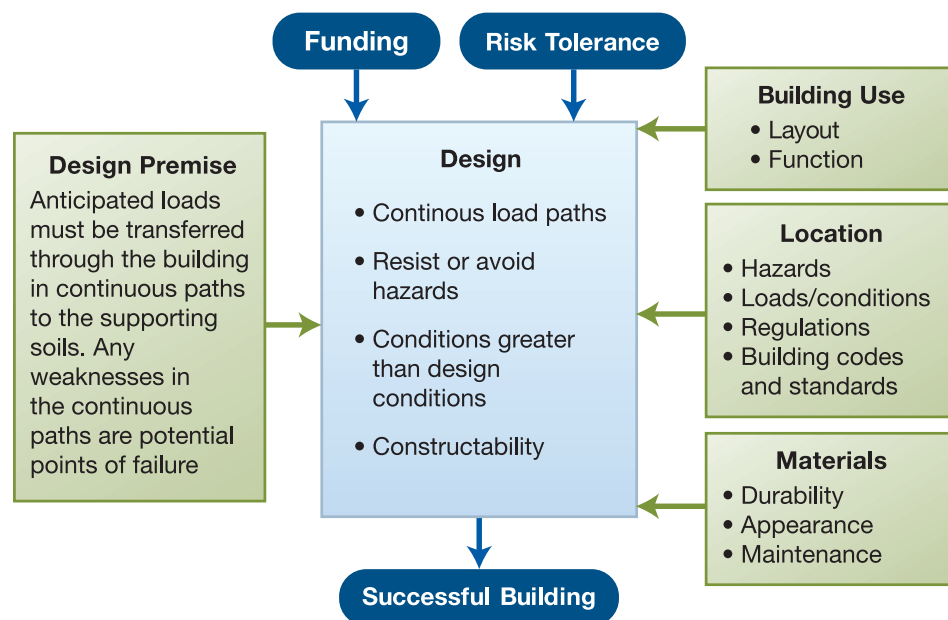 Funding
Risk Tolerance
Design Premise
Anticipated loads
must be transferred
through the building
in continuous paths
to the supporting
soils. Any
weaknesses in
the continuous
paths are potential
points of failure
Design
• Continous load paths
• Resist or avoid
hazards
• Conditions greater
than design
conditions
• Constructability
Building Use
• Layout
• Function
Location
• Hazards
• Loads/conditions
• Regulations
• Building codes
and standards
Materials
• Durability
• Appearance
• Maintenance
Successful Building